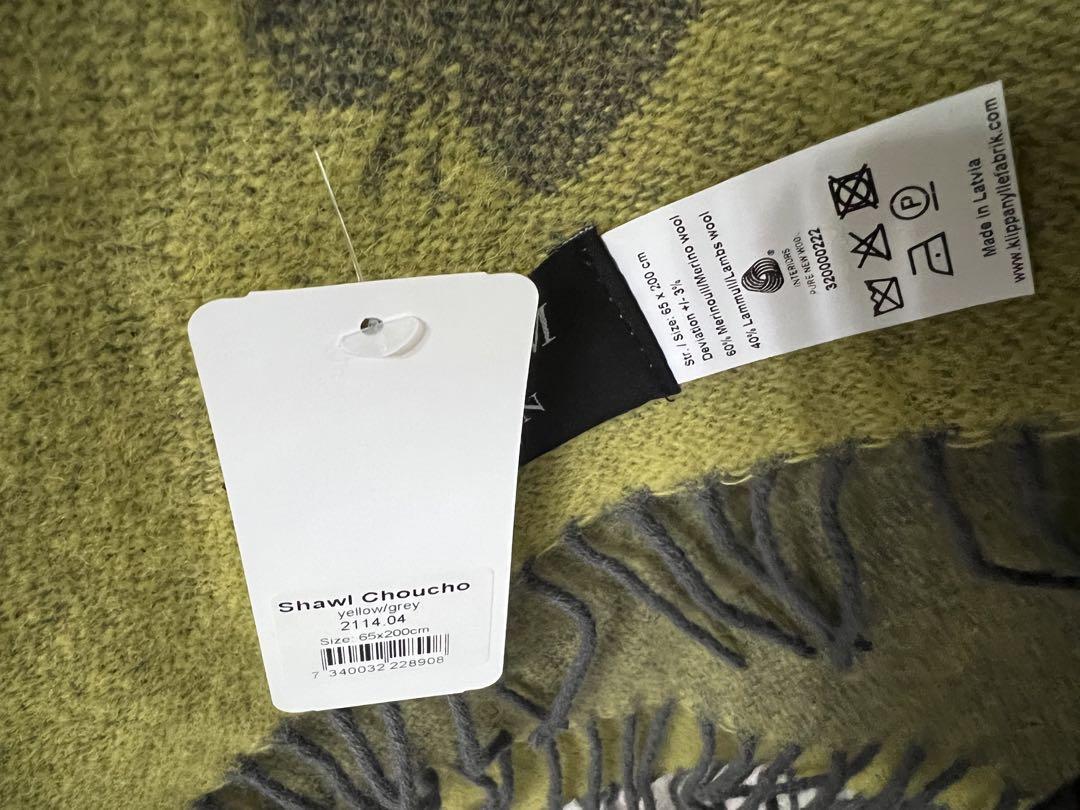 Shawl Choucho
yellow/grey
2114.04
Size: 65x200cm
7 340032 228908
Str. / Size: 65 x 200 cm
Deviation +/- 3%
60% Merinoull/Merino wool
40% Lammull/Lambs wool
INTERIORS
PURE NEW WOOL
3200002222
P
Made in Latvia
www.klippanyllefabrik.com